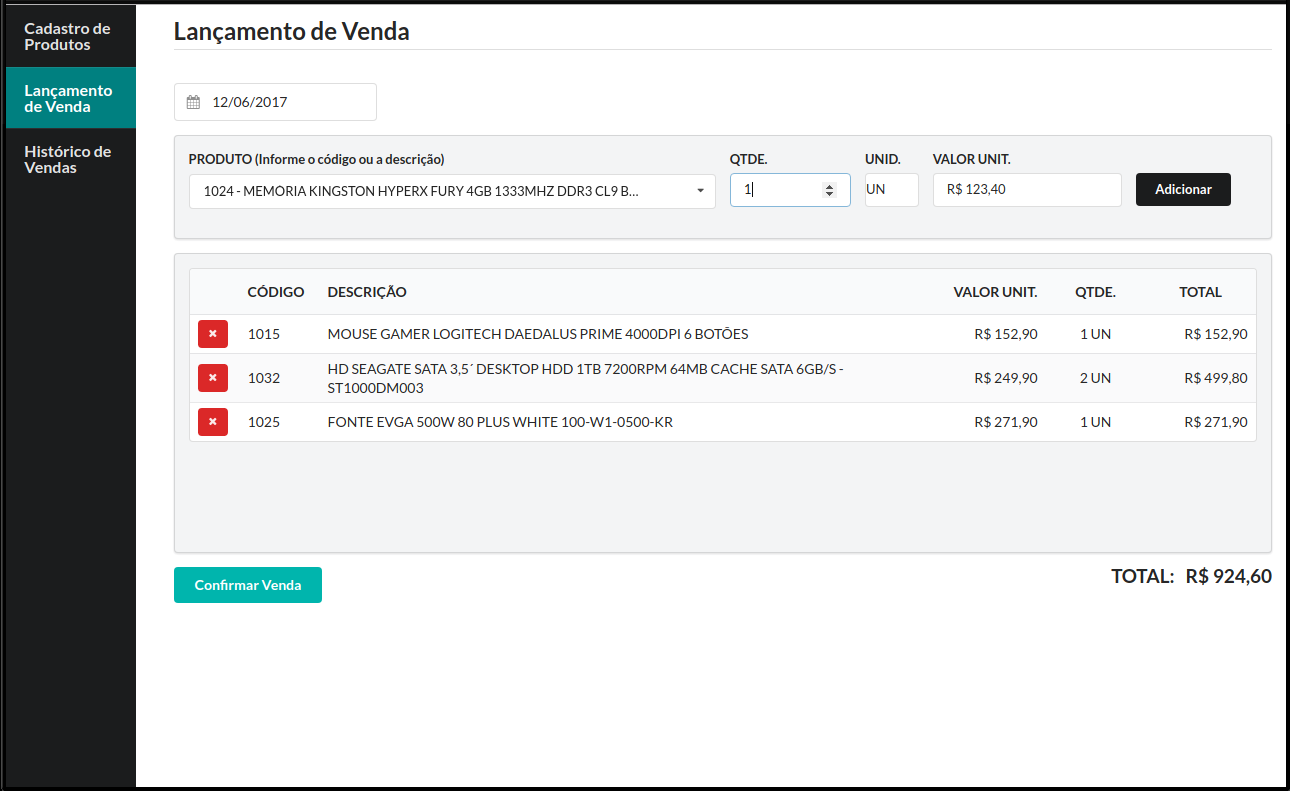 Cadastro de
Produtos
Lançamento
de Venda
Histórico de
Vendas
Lançamento de Venda
12/06/2017
PRODUTO (Informe o código ou a descrição) QTDE. UNID. VALOR UNIT.
1024 - MEMORIA KINGSTON HYPERX FURY 4GB 1333MHZ DDR3 CL9 B... 1 UN R$ 123,40 Adicionar
CÓDIGO DESCRIÇÃO VALOR UNIT. QTDE. TOTAL
1015 MOUSE GAMER LOGITECH DAEDALUS PRIME 4000DPI 6 BOTÕES R$ 152,90 1 UN R$ 152,90
1032 HD SEAGATE SATA 3,5´ DESKTOP HDD 1TB 7200RPM 64MB CACHE SATA 6GB/S -
ST1000DM003 R$ 249,90 2 UN R$ 499,80
1025 FONTE EVGA 500W 80 PLUS WHITE 100-W1-0500-KR R$ 271,90 1 UN R$ 271,90
Confirmar Venda TOTAL: R$ 924,60